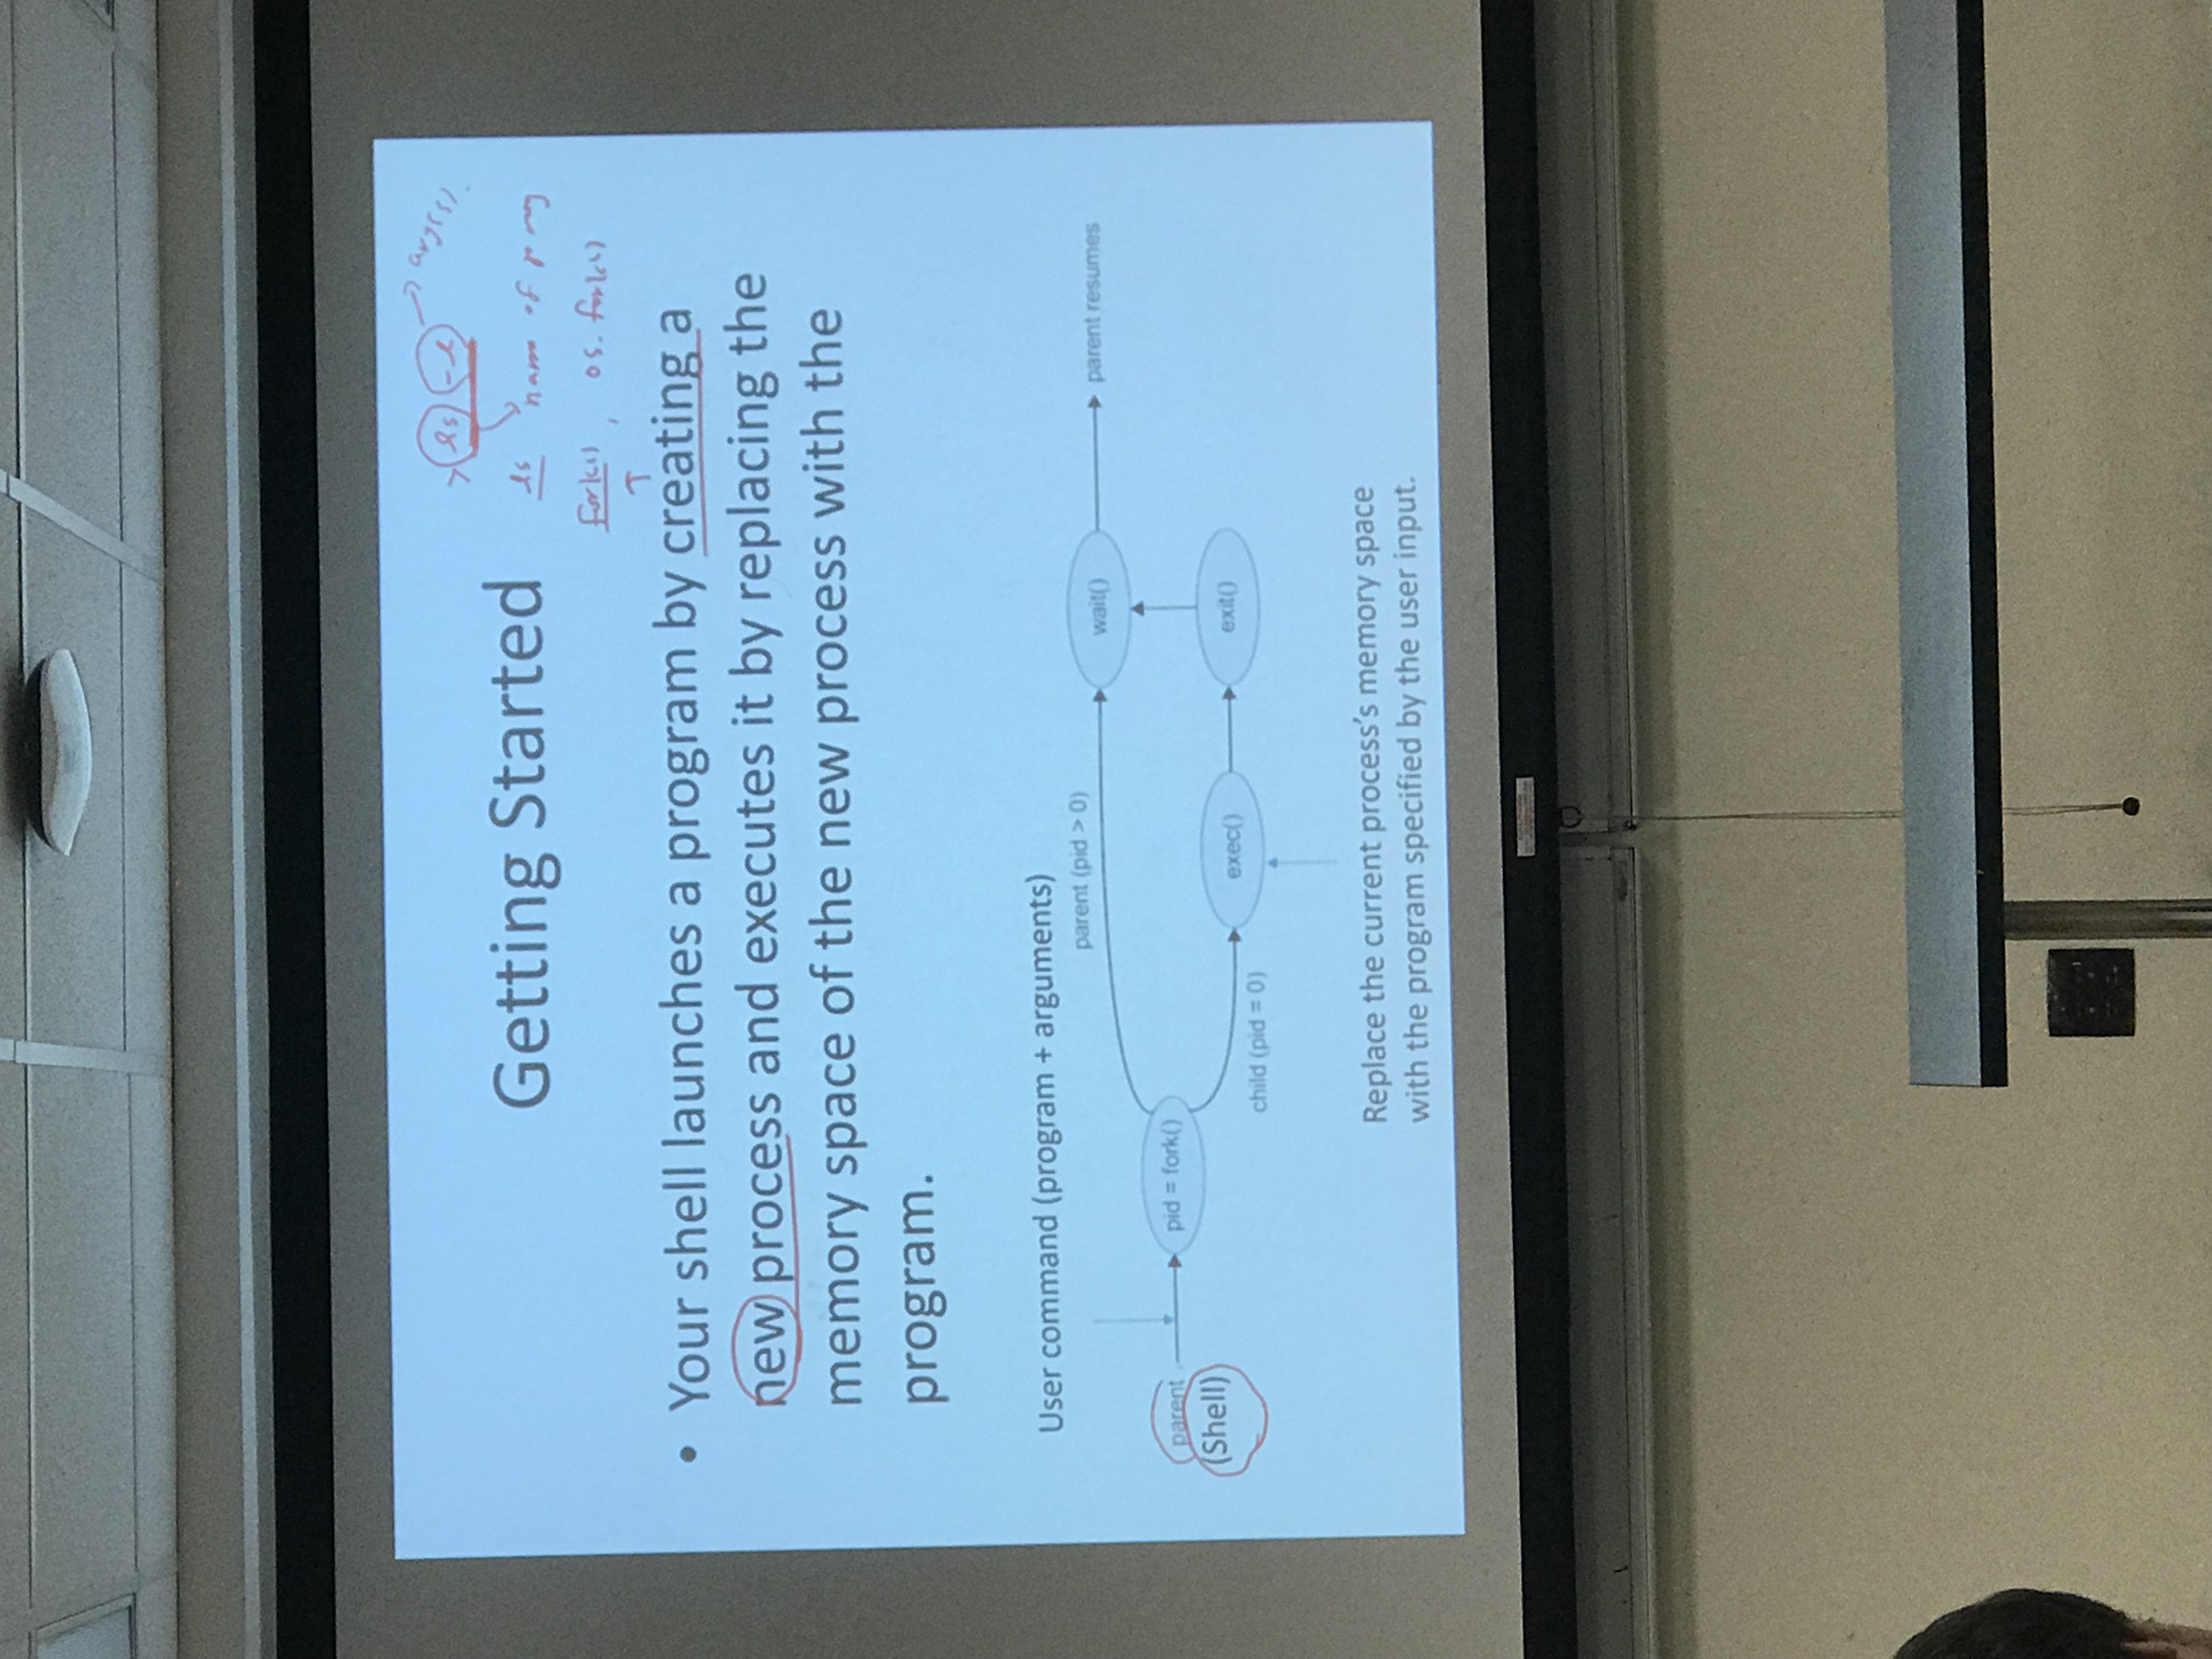 > ls -l → arg(s).
Getting Started
ls name of prog
fork() , os.fork()
• Your shell launches a program by creating a
new process and executes it by replacing the
memory space of the new process with the
program.
User command (program + arguments)
parent (pid > 0)
wait()
parent resumes
parent
pid = fork()
(Shell)
exec()
exit()
child (pid = 0)
Replace the current process's memory space
with the program specified by the user input.